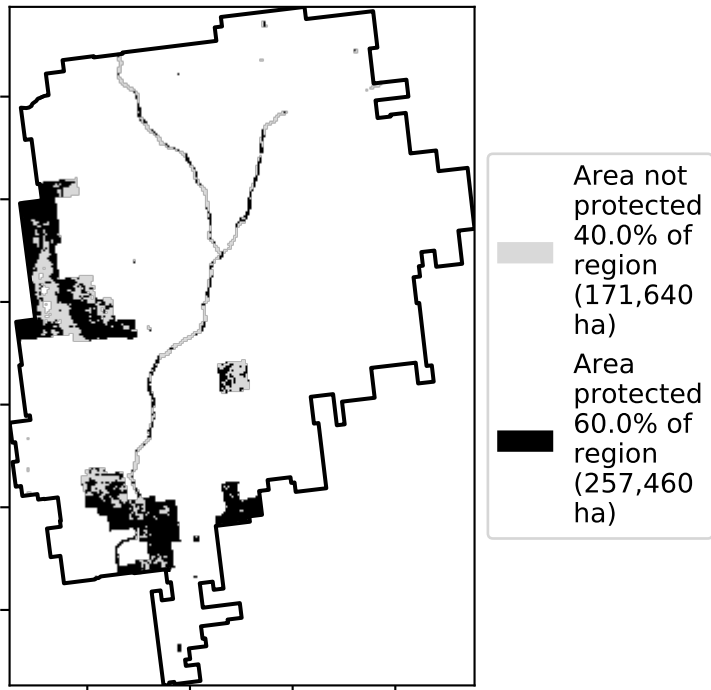 Area not
protected
40.0% of
region
(171,640
ha)
Area
protected
60.0% of
region
(257,460
ha)